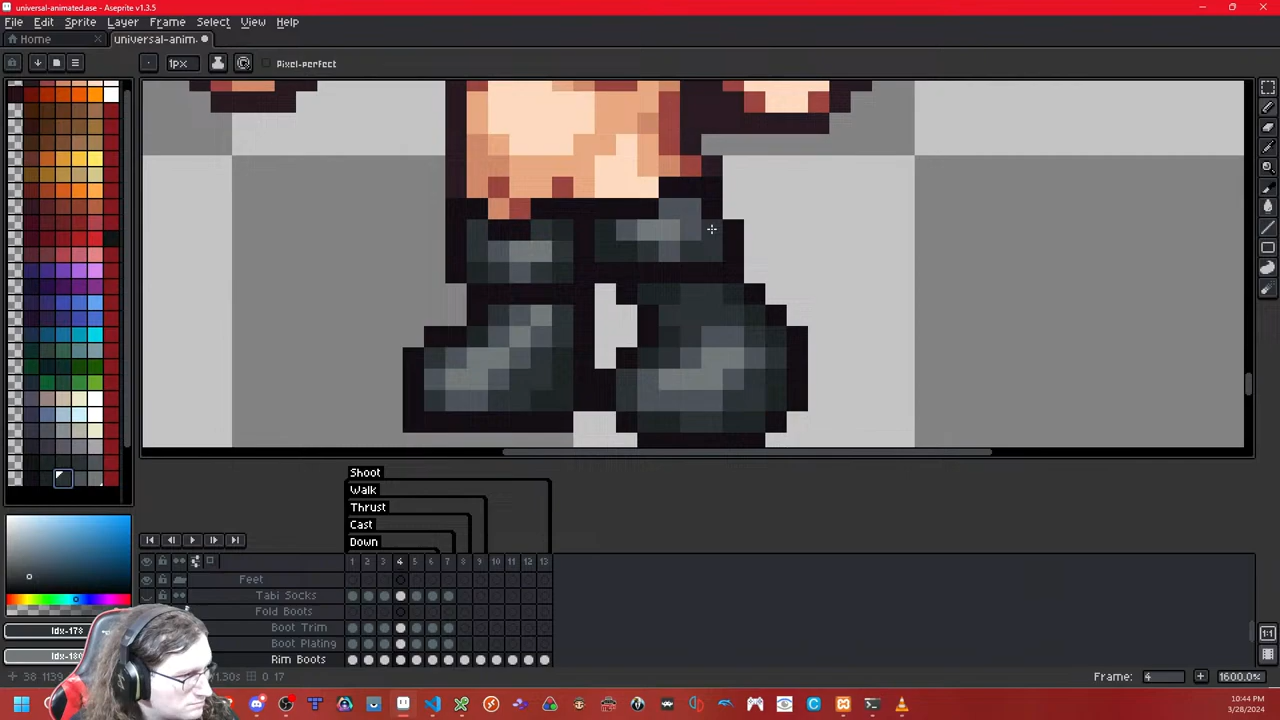 universal-animated.ase - Aseprite v1.3.5
File Edit Sprite Layer Frame Select View Help
Home universal-anim.
1px Pixel-perfect
Shoot
Walk
Thrust
Cast
Down
1 2 3 4 5 6 7 8 9 10 11 12 13
Feet
Tabi Socks
Fold Boots
Boot Trim
Boot Plating
Rim Boots
Frame: 4 1600.0%
1:1
10:44 PM
3/28/2024